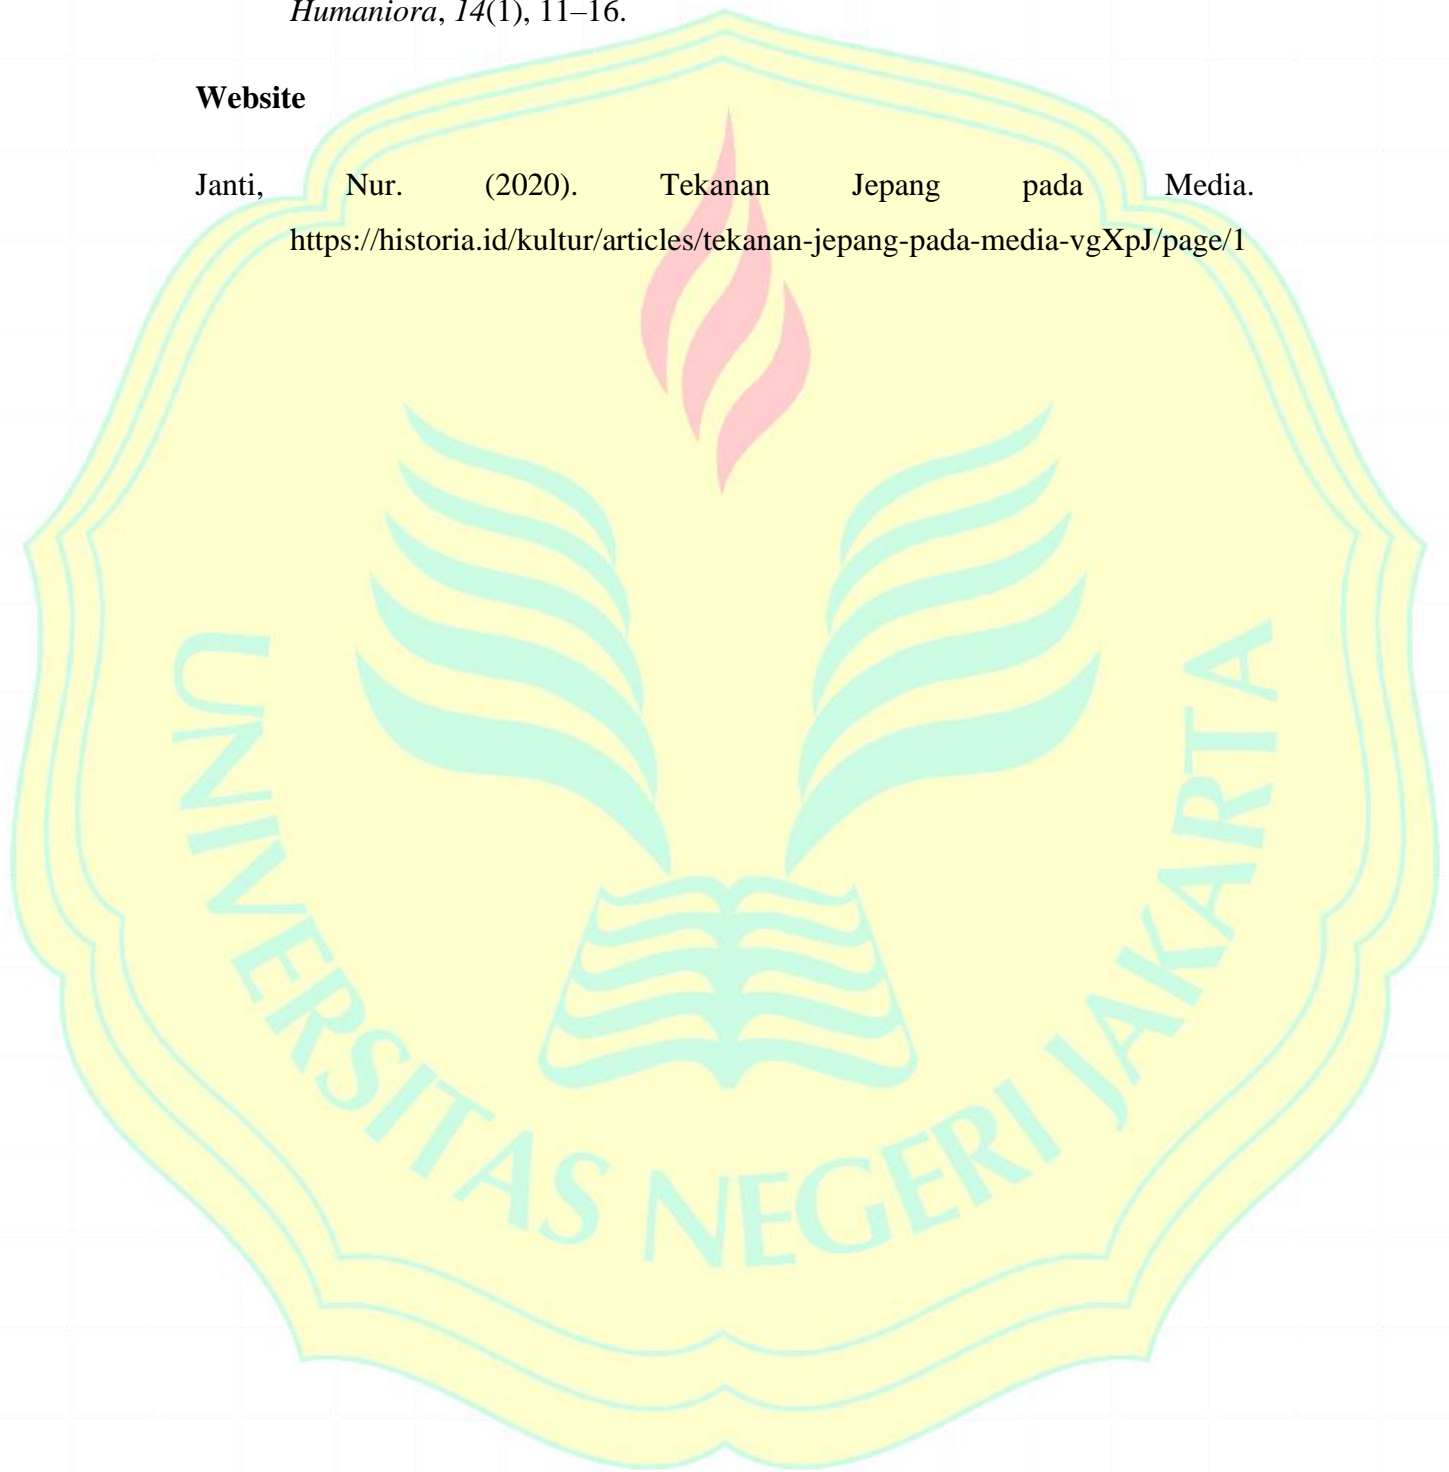 Humaniora, 14(1), 11–16.
Website
Janti, Nur. (2020). Tekanan Jepang pada Media.
https://historia.id/kultur/articles/tekanan-jepang-pada-media-vgXpJ/page/1
UNIVERSITAS NEGERI JAKARTA